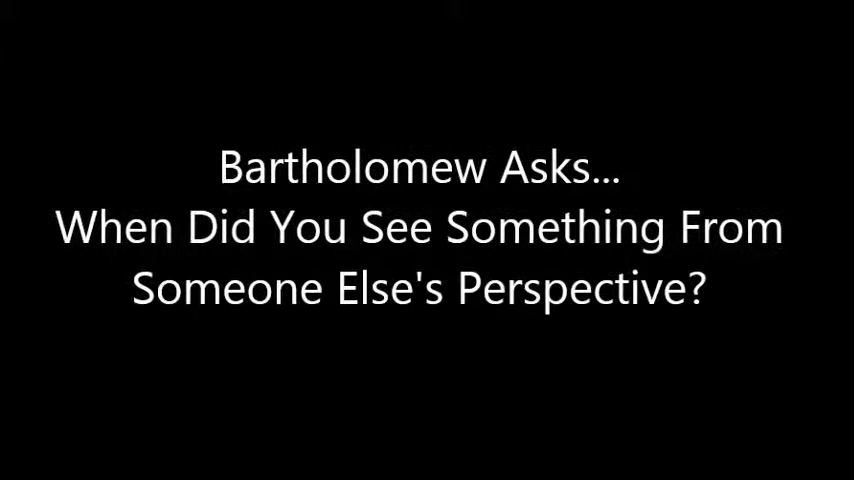 Bartholomew Asks...
When Did You See Something From
Someone Else's Perspective?